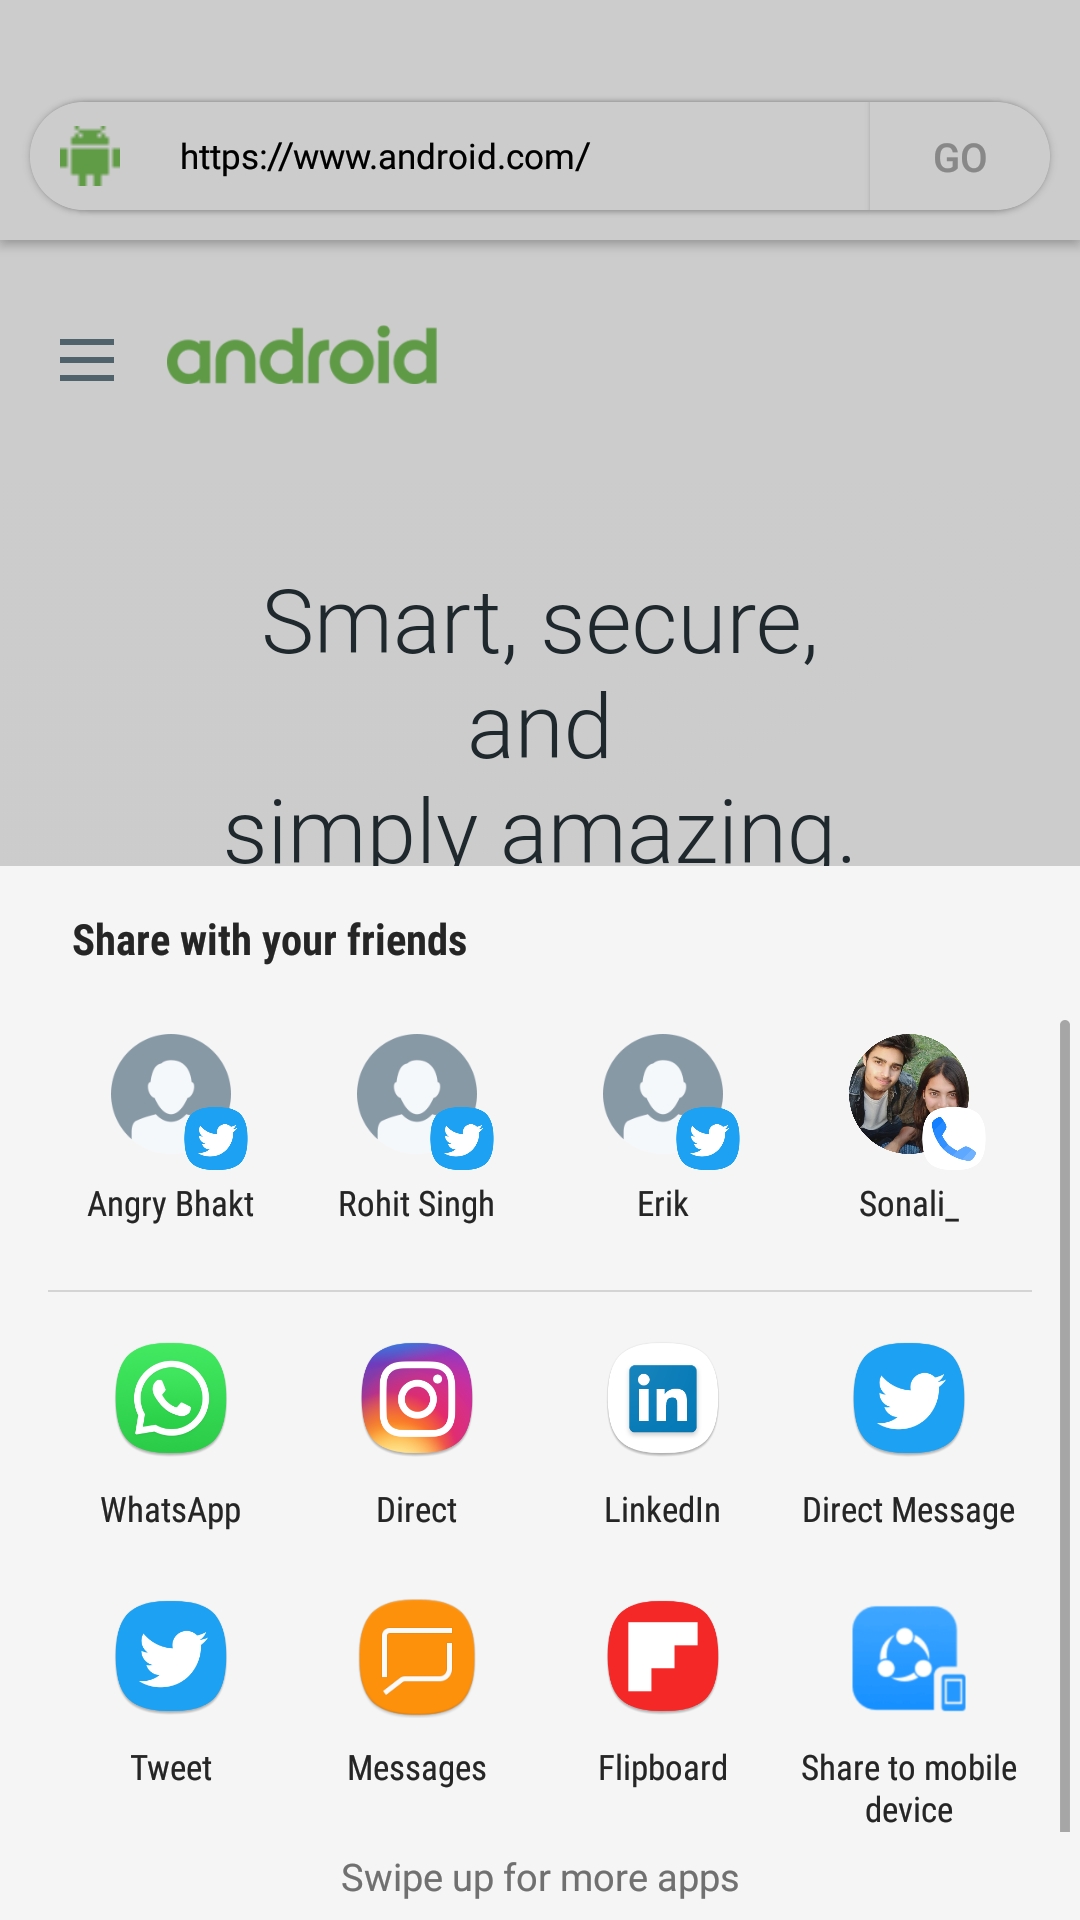 https://www.android.com/
GO
android
Smart, secure,
and
simply amazing.
Share with your friends
Angry Bhakt
Rohit Singh
Erik
Sonali_
in
WhatsApp
Direct
LinkedIn
Direct Message
Tweet
Messages
Flipboard
Share to mobile
device
Swipe up for more apps